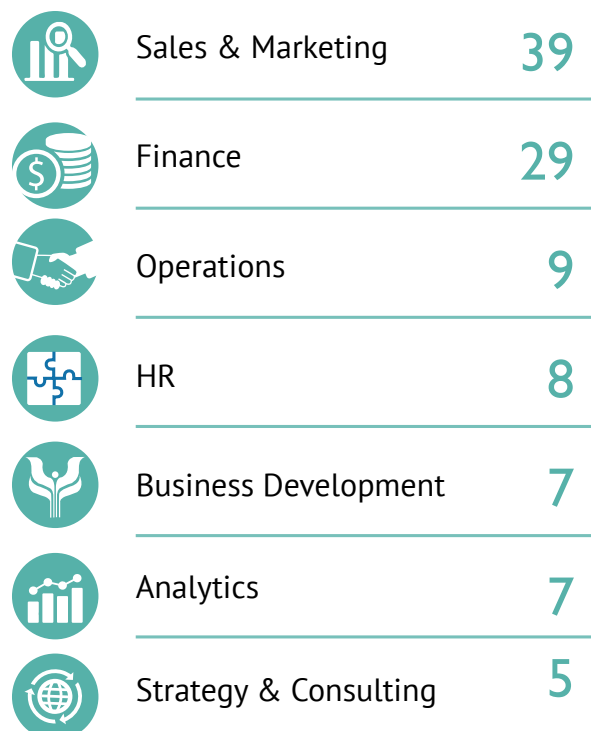 Sales & Marketing 39
$
Finance 29
Operations 9
HR 8
Business Development 7
Analytics 7
Strategy & Consulting 5